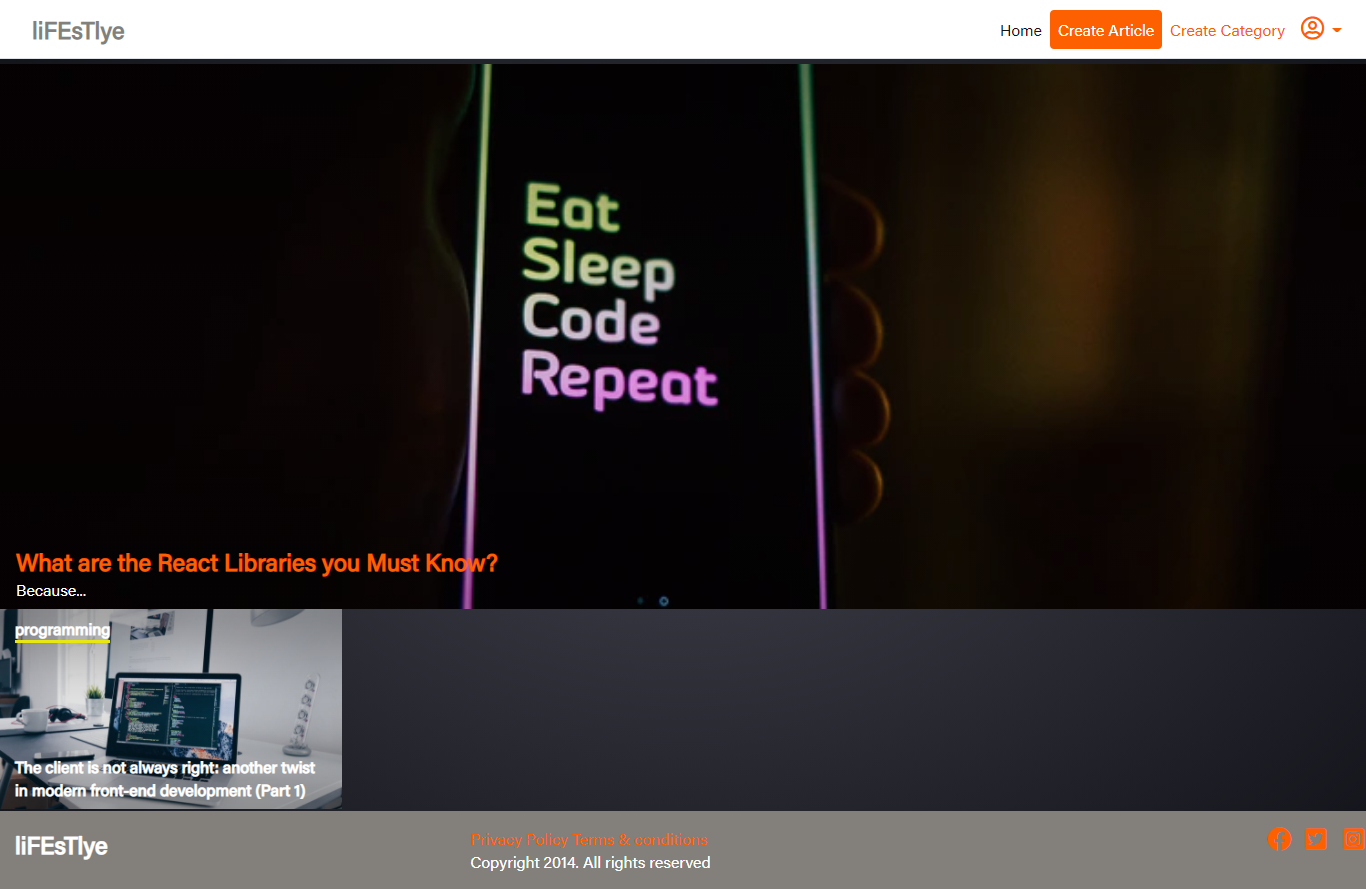 liFEsTlye
Home Create Article Create Category
Eat
Sleep
Code
Repeat
What are the React Libraries you Must Know?
Because...
programming
The client is not always right: another twist
in modern front-end development (Part 1)
liFEsTlye
Privacy Policy Terms & conditions
Copyright 2014. All rights reserved